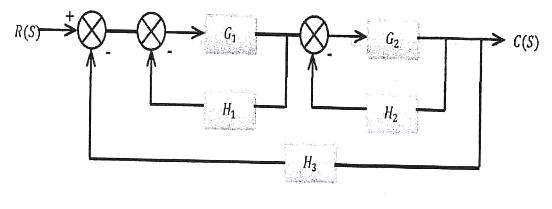 R(S) + - - G₁ - G₂ C(S)
H₁ H₂
H₃